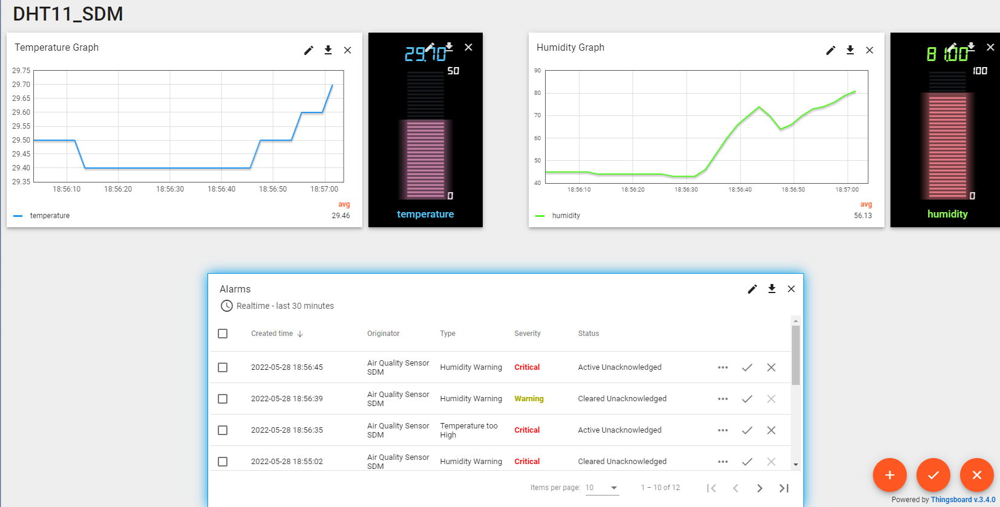 DHT11_SDM
Temperature Graph
29.75
29.70
29.65
29.60
29.55
29.50
29.45
29.40
29.35
18:56:10 18:56:20 18:56:30 18:56:40 18:56:50 18:57:00
avg
temperature 29.46
29.70
50
0
temperature
Humidity Graph
90
80
70
60
50
40
18:56:10 18:56:20 18:56:30 18:56:40 18:56:50 18:57:00
avg
humidity 56.13
81.00
100
0
humidity
Alarms
Realtime - last 30 minutes
Created time Originator Type Severity Status
2022-05-28 18:56:45 Air Quality Sensor Humidity Warning Critical Active Unacknowledged
SDM
2022-05-28 18:56:39 Air Quality Sensor Humidity Warning Warning Cleared Unacknowledged
SDM
2022-05-28 18:56:35 Air Quality Sensor Temperature too Critical Active Unacknowledged
SDM High
2022-05-28 18:55:02 Air Quality Sensor Humidity Warning Critical Cleared Unacknowledged
SDM
Items per page: 10 1 – 10 of 12
Powered by Thingsboard v.3.4.0